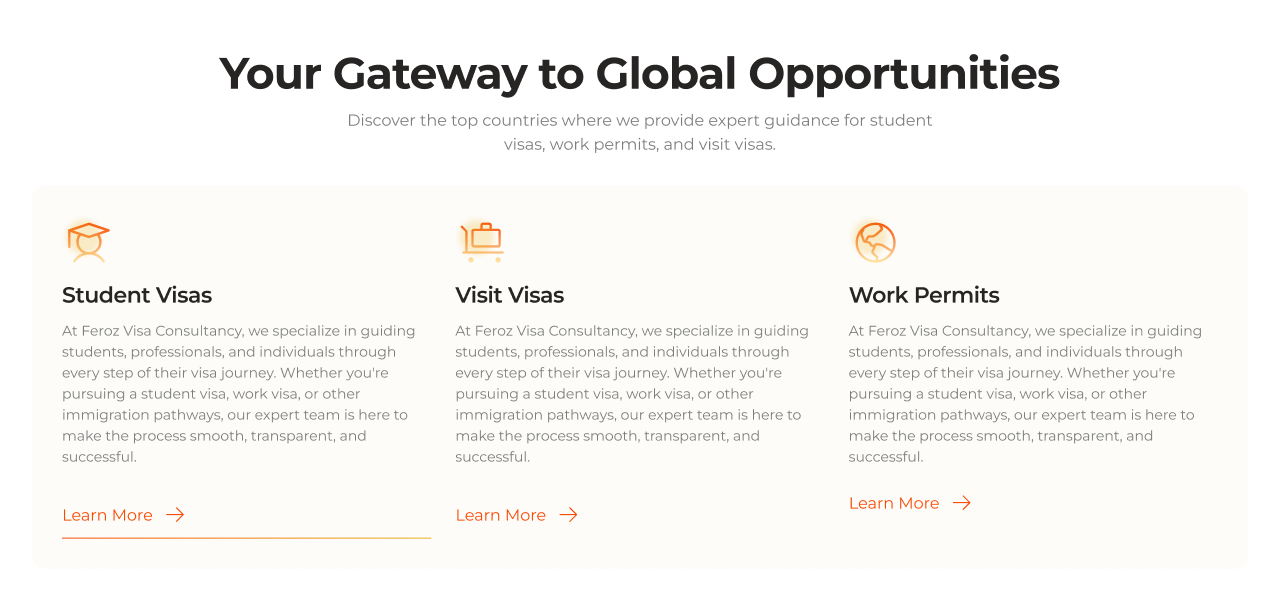 Your Gateway to Global Opportunities
Discover the top countries where we provide expert guidance for student
visas, work permits, and visit visas.
Student Visas
At Feroz Visa Consultancy, we specialize in guiding
students, professionals, and individuals through
every step of their visa journey. Whether you're
pursuing a student visa, work visa, or other
immigration pathways, our expert team is here to
make the process smooth, transparent, and
successful.
Learn More
Visit Visas
At Feroz Visa Consultancy, we specialize in guiding
students, professionals, and individuals through
every step of their visa journey. Whether you're
pursuing a student visa, work visa, or other
immigration pathways, our expert team is here to
make the process smooth, transparent, and
successful.
Learn More
Work Permits
At Feroz Visa Consultancy, we specialize in guiding
students, professionals, and individuals through
every step of their visa journey. Whether you're
pursuing a student visa, work visa, or other
immigration pathways, our expert team is here to
make the process smooth, transparent, and
successful.
Learn More